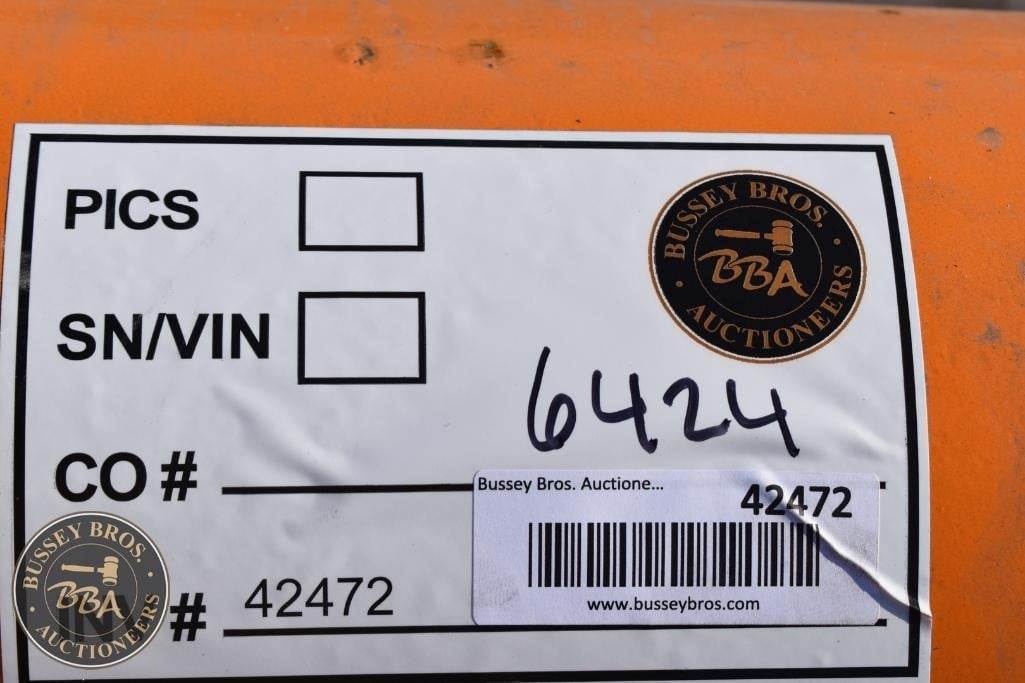 PICS
BUSSEY BROS.
BBA
AUCTIONEERS
SN/VIN
6424
CO #
Bussey Bros. Auctione...
42472
www.busseybros.com
BUSSEY BROS.
BBA
AUCTIONEERS
# 42472